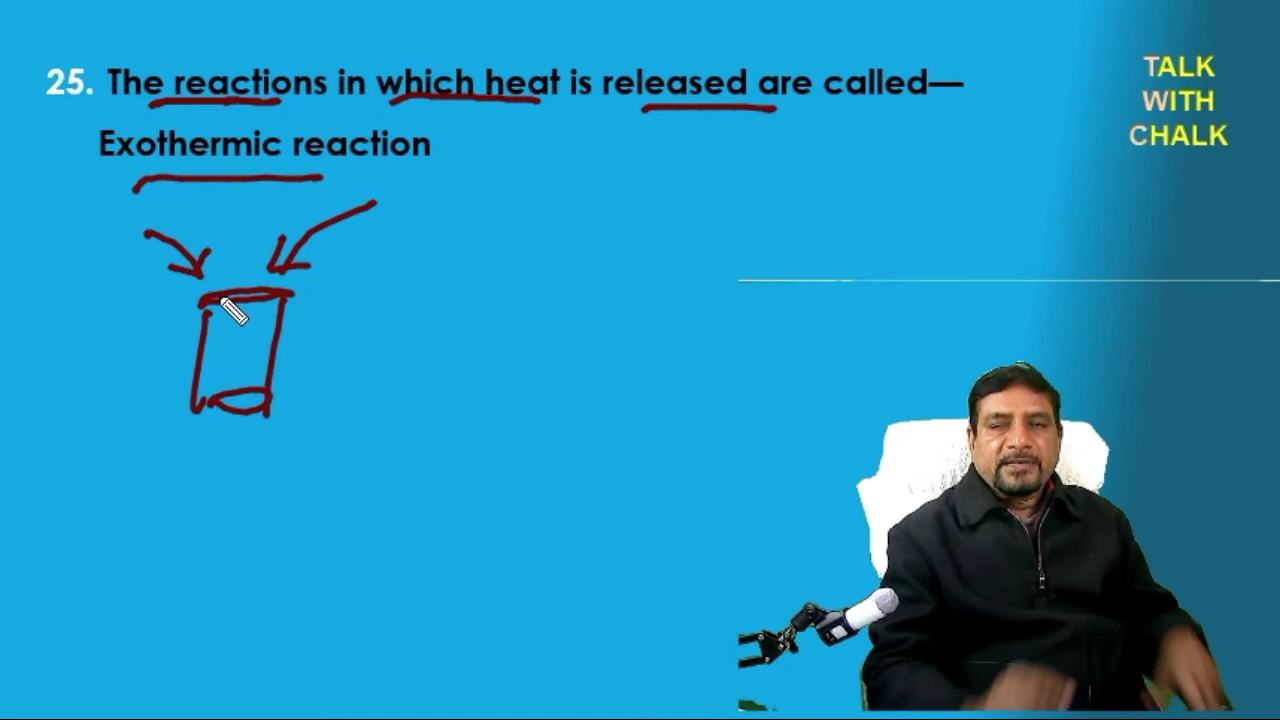 25. The reactions in which heat is released are called—
Exothermic reaction
TALK
WITH
CHALK